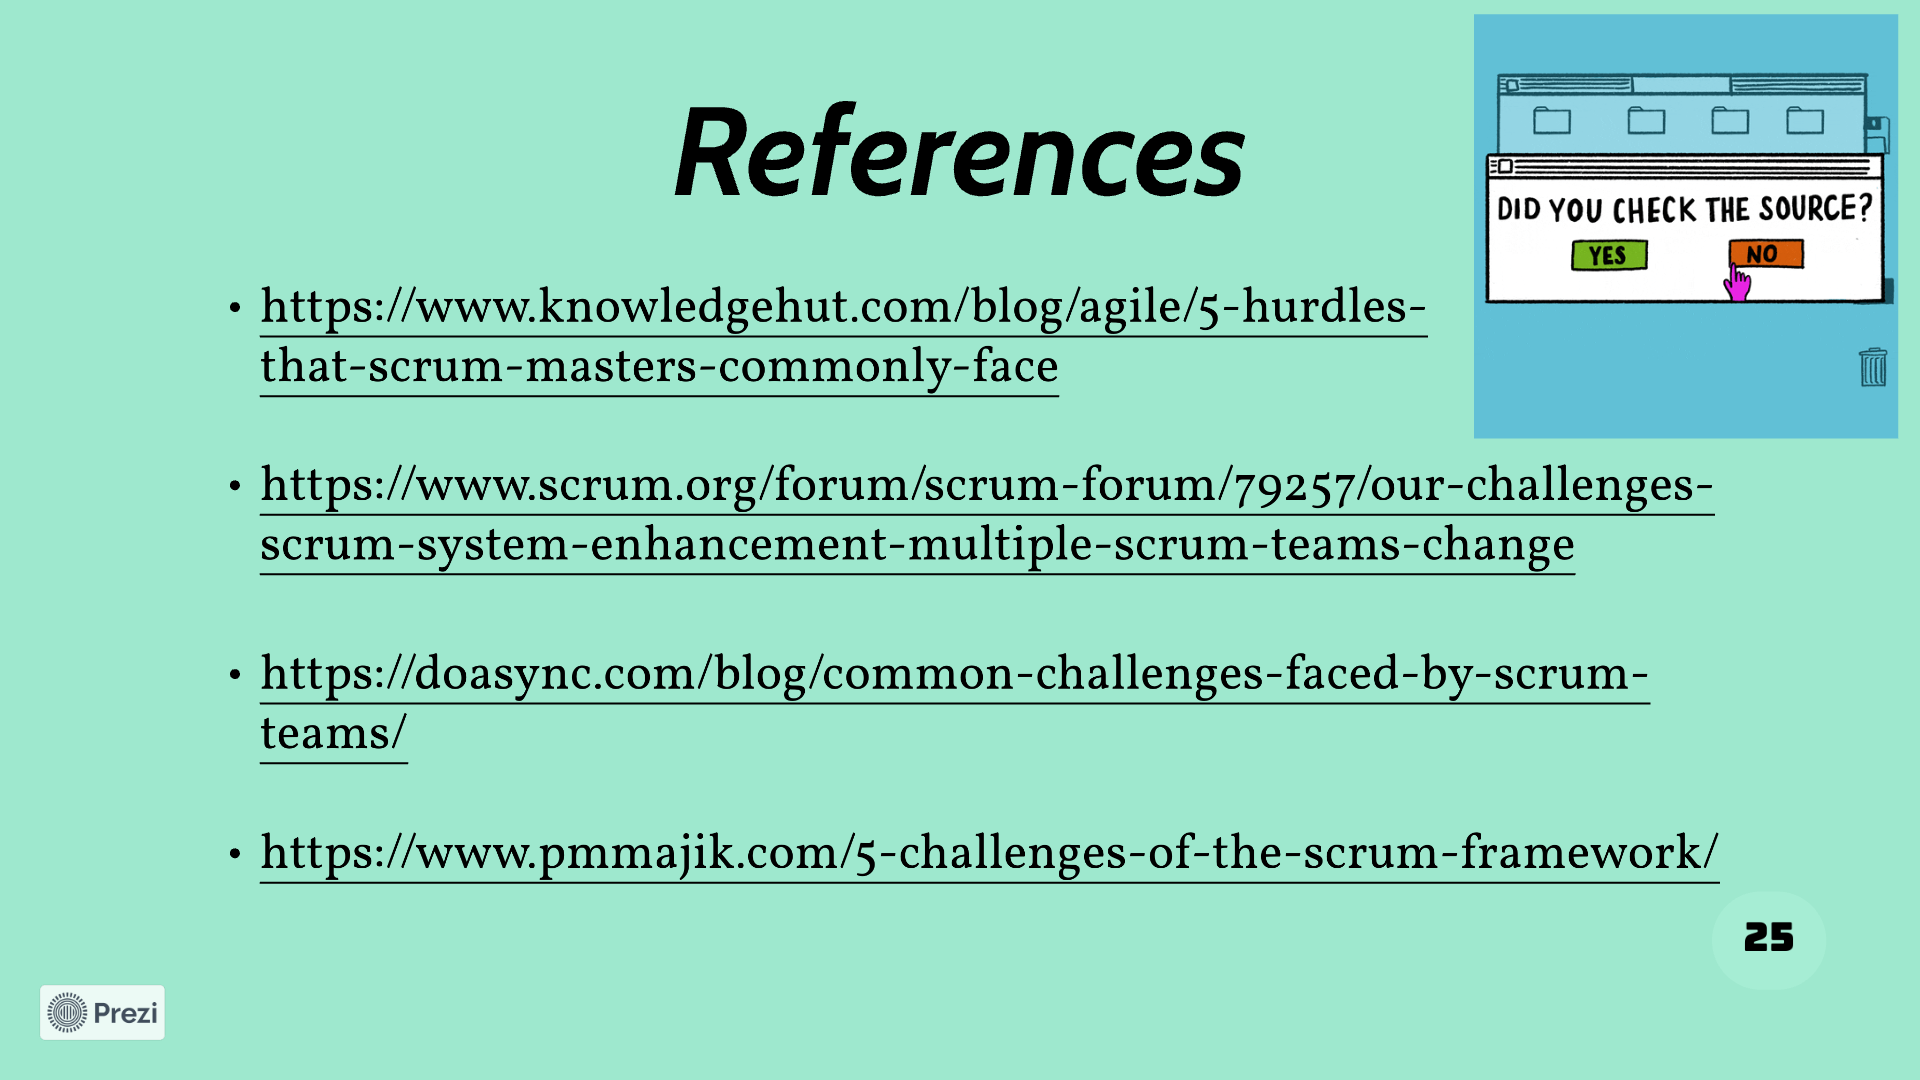 References
DID YOU CHECK THE SOURCE?
YES NO
• https://www.knowledgehut.com/blog/agile/5-hurdles-
that-scrum-masters-commonly-face
• https://www.scrum.org/forum/scrum-forum/79257/our-challenges-
scrum-system-enhancement-multiple-scrum-teams-change
• https://doasync.com/blog/common-challenges-faced-by-scrum-
teams/
• https://www.pmmajik.com/5-challenges-of-the-scrum-framework/
25
Prezi